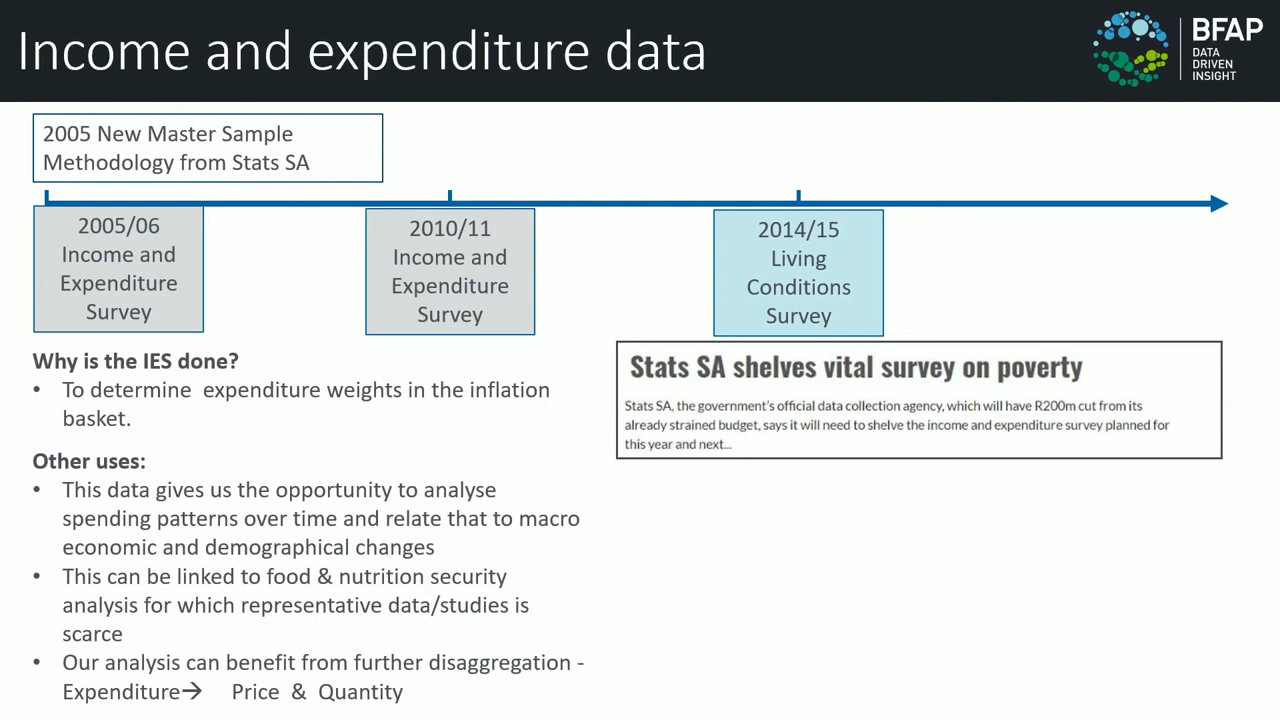 Income and expenditure data
BFAP
DATA
DRIVEN
INSIGHT
2005 New Master Sample
Methodology from Stats SA
2005/06
Income and
Expenditure
Survey
2010/11
Income and
Expenditure
Survey
2014/15
Living
Conditions
Survey
Why is the IES done?
• To determine expenditure weights in the inflation
basket.
Other uses:
• This data gives us the opportunity to analyse
spending patterns over time and relate that to macro
economic and demographical changes
• This can be linked to food & nutrition security
analysis for which representative data/studies is
scarce
• Our analysis can benefit from further disaggregation -
Expenditure→ Price & Quantity
Stats SA shelves vital survey on poverty
Stats SA, the government's official data collection agency, which will have R200m cut from its
already strained budget, says it will need to shelve the income and expenditure survey planned for
this year and next...